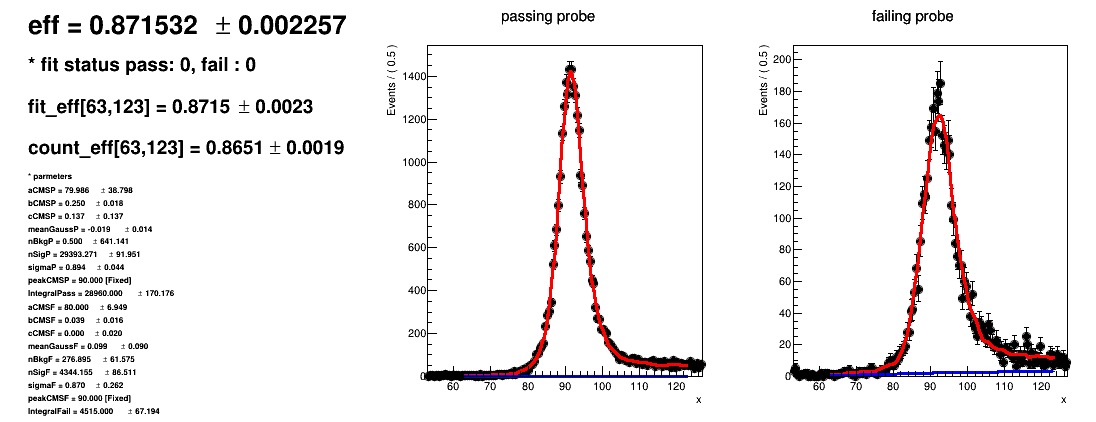 eff = 0.871532 ± 0.002257
* fit status pass: 0, fail : 0
fit_eff[63,123] = 0.8715 ± 0.0023
count_eff[63,123] = 0.8651 ± 0.0019
* parmeters
aCMSP = 79.986 ± 38.798
bCMSP = 0.250 ± 0.018
cCMSP = 0.137 ± 0.137
meanGaussP = -0.019 ± 0.014
nBkgP = 0.500 ± 641.141
nSigP = 29393.271 ± 91.951
sigmaP = 0.894 ± 0.044
peakCMSP = 90.000 [Fixed]
IntegralPass = 28960.000 ± 170.176
aCMSF = 80.000 ± 6.949
bCMSF = 0.039 ± 0.016
cCMSF = 0.000 ± 0.020
meanGaussF = 0.099 ± 0.090
nBkgF = 276.895 ± 61.575
nSigF = 4344.155 ± 86.511
sigmaF = 0.870 ± 0.262
peakCMSF = 90.000 [Fixed]
IntegralFail = 4515.000 ± 67.194
passing probe
Events / ( 0.5 )
1400
1200
1000
800
600
400
200
0
60 70 80 90 100 110 120
x
failing probe
Events / ( 0.5 )
200
180
160
140
120
100
80
60
40
20
0
60 70 80 90 100 110 120
x